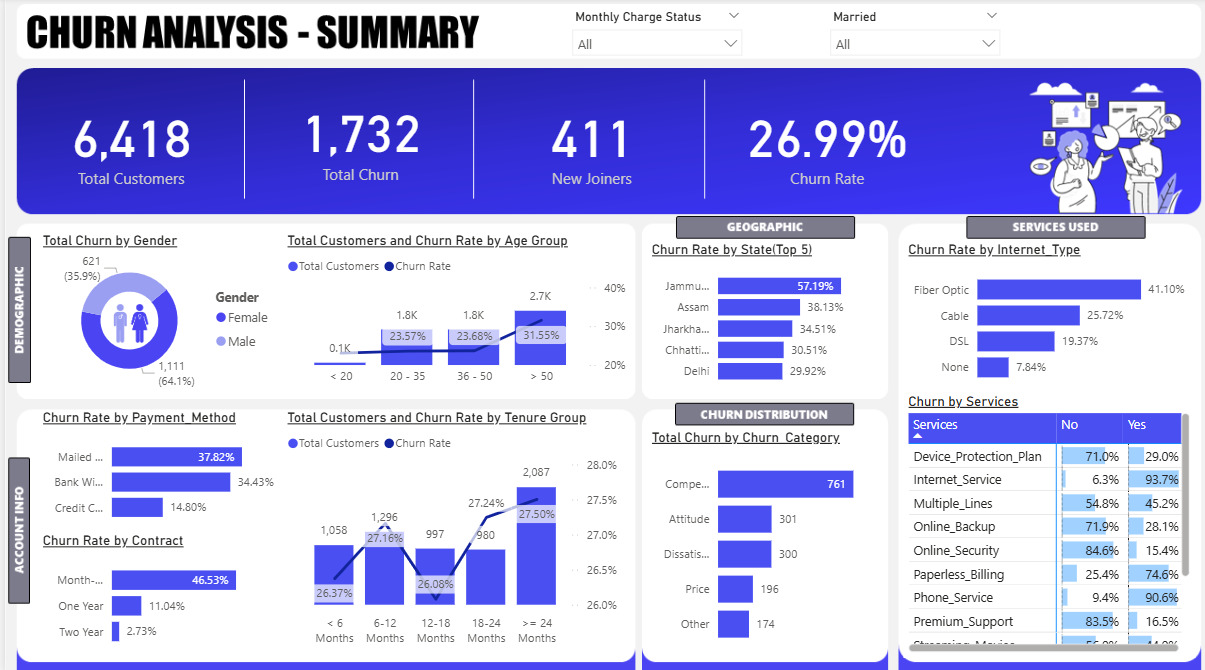 CHURN ANALYSIS - SUMMARY
Monthly Charge Status
All
Married
All
6,418
Total Customers
1,732
Total Churn
411
New Joiners
26.99%
Churn Rate
DEMOGRAPHIC
Total Churn by Gender
621
(35.9%)
1,111
(64.1%)
Gender
Female
Male
Total Customers and Churn Rate by Age Group
Total Customers Churn Rate
0.1K
1.8K
1.8K
2.7K
23.57%
23.68%
31.55%
40%
30%
20%
< 20
20 - 35
36 - 50
> 50
GEOGRAPHIC
Churn Rate by State(Top 5)
Jammu... 57.19%
Assam 38.13%
Jharkha... 34.51%
Chhatti... 30.51%
Delhi 29.92%
SERVICES USED
Churn Rate by Internet_Type
Fiber Optic 41.10%
Cable 25.72%
DSL 19.37%
None 7.84%
ACCOUNT INFO
Churn Rate by Payment_Method
Mailed ... 37.82%
Bank Wi... 34.43%
Credit C... 14.80%
Churn Rate by Contract
Month-... 46.53%
One Year 11.04%
Two Year 2.73%
Total Customers and Churn Rate by Tenure Group
Total Customers Churn Rate
1,058
1,296
997
980
2,087
26.37%
27.16%
26.08%
27.24%
27.50%
28.0%
27.5%
27.0%
26.5%
26.0%
< 6
Months
6-12
Months
12-18
Months
18-24
Months
>= 24
Months
CHURN DISTRIBUTION
Total Churn by Churn_Category
Compe... 761
Attitude 301
Dissatis... 300
Price 196
Other 174
Churn by Services
Services No Yes
Device_Protection_Plan 71.0% 29.0%
Internet_Service 6.3% 93.7%
Multiple_Lines 54.8% 45.2%
Online_Backup 71.9% 28.1%
Online_Security 84.6% 15.4%
Paperless_Billing 25.4% 74.6%
Phone_Service 9.4% 90.6%
Premium_Support 83.5% 16.5%